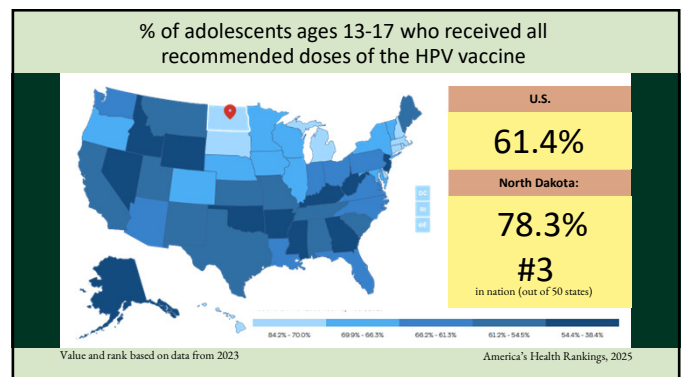 % of adolescents ages 13-17 who received all
recommended doses of the HPV vaccine
U.S.
61.4%
North Dakota:
78.3%
#3
in nation (out of 50 states)
84.2% - 70.0%
69.9% - 66.3%
66.2% - 61.3%
61.2% - 54.5%
54.4% - 38.4%
Value and rank based on data from 2023
America's Health Rankings, 2025